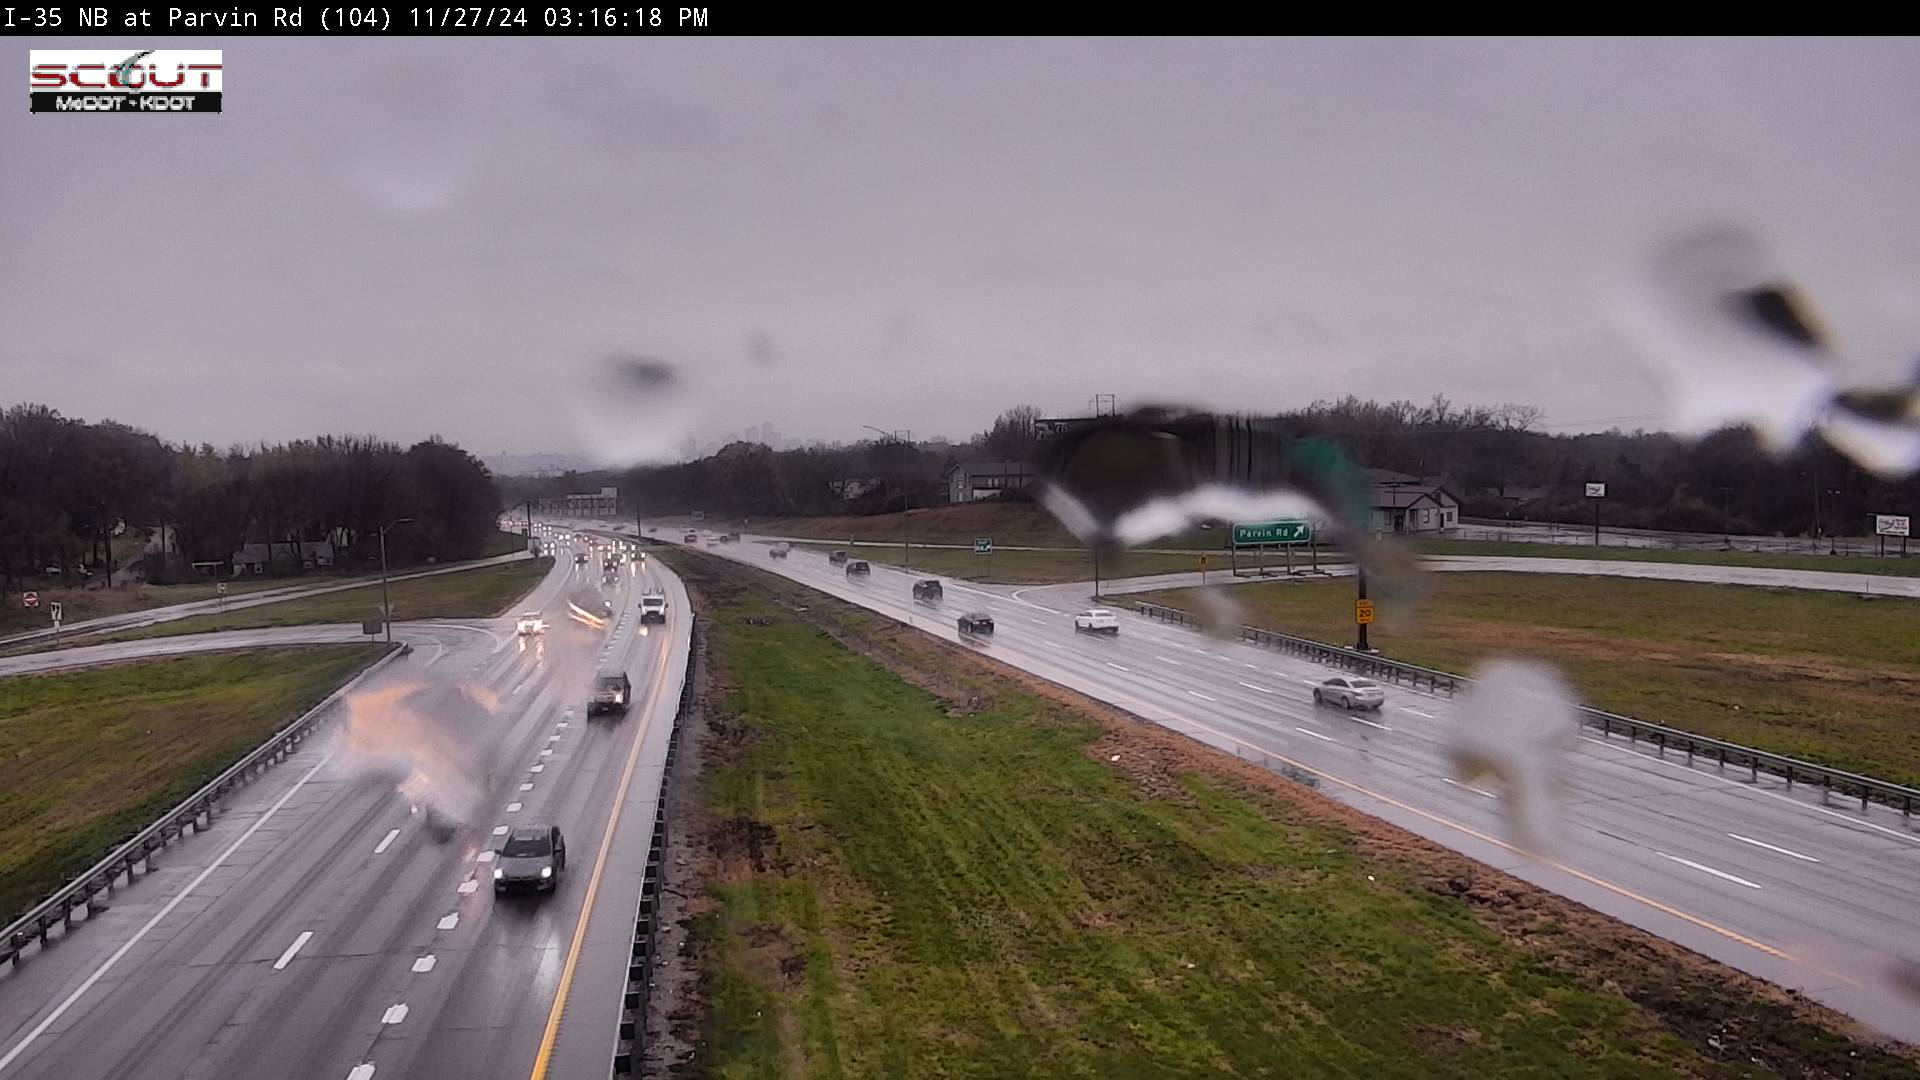 I-35 NB at Parvin Rd (104) 11/27/24 03:16:18 PM
SCOUT
MoDOT - KDOT
Parvin Rd
20